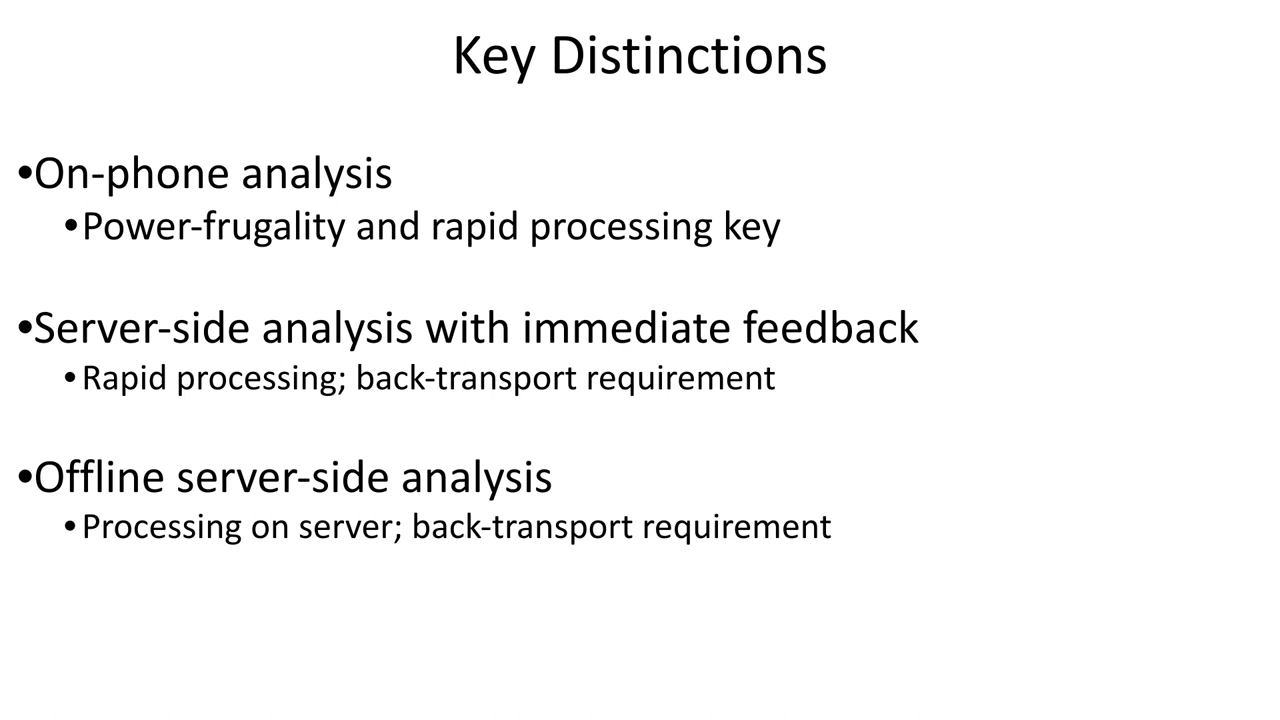 Key Distinctions
•On-phone analysis
•Power-frugality and rapid processing key
•Server-side analysis with immediate feedback
•Rapid processing; back-transport requirement
•Offline server-side analysis
•Processing on server; back-transport requirement